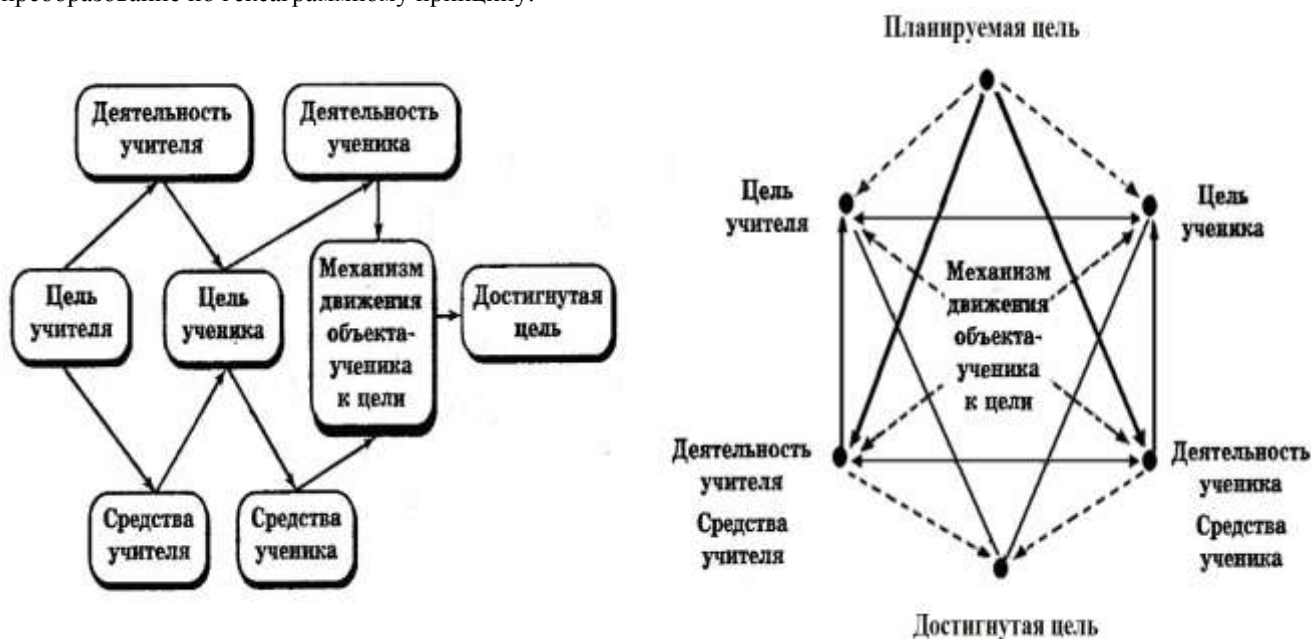 преобразование по гексаграммному принципу.
Деятельность
учителя
Деятельность
ученика
Цель
учителя
Цель
ученика
Механизм
движения
объекта-
ученика
к цели
Достигнутая
цель
Средства
учителя
Средства
ученика
Планируемая цель
Цель
учителя
Цель
ученика
Механизм
движения
объекта-
ученика
к цели
Деятельность
учителя
Средства
учителя
Деятельность
ученика
Средства
ученика
Достигнутая цель